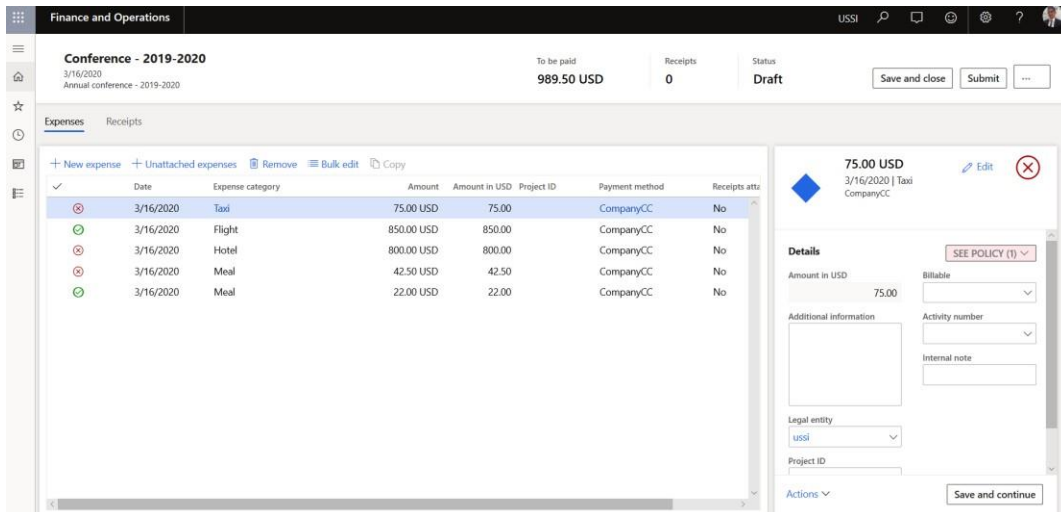 Finance and Operations USSI ?
Conference - 2019-2020
3/16/2020
Annual conference - 2019-2020
To be paid Receipts Status
989.50 USD 0 Draft
Save and close Submit ...
Expenses Receipts
New expense Unattached expenses Remove Bulk edit Copy
Date Expense category Amount Amount in USD Project ID Payment method Receipts atta
3/16/2020 Taxi 75.00 USD 75.00 CompanyCC No
3/16/2020 Flight 850.00 USD 850.00 CompanyCC No
3/16/2020 Hotel 800.00 USD 800.00 CompanyCC No
3/16/2020 Meal 42.50 USD 42.50 CompanyCC No
3/16/2020 Meal 22.00 USD 22.00 CompanyCC No
75.00 USD Edit
3/16/2020 | Taxi
CompanyCC
Details SEE POLICY (1)
Amount in USD Billable
75.00
Additional information Activity number
Internal note
Legal entity
ussi
Project ID
Actions Save and continue